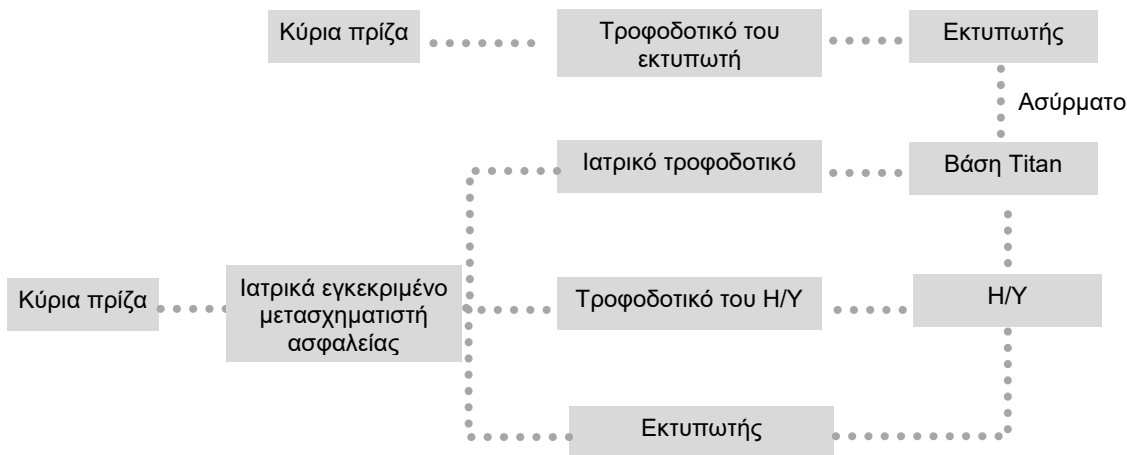 Κύρια πρίζα
Τροφοδοτικό του
εκτυπωτή
Εκτυπωτής
Ασύρματο
Ιατρικό τροφοδοτικό
Βάση Titan
Κύρια πρίζα
Ιατρικά εγκεκριμένο
μετασχηματιστή
ασφαλείας
Τροφοδοτικό του Η/Υ
Η/Υ
Εκτυπωτής